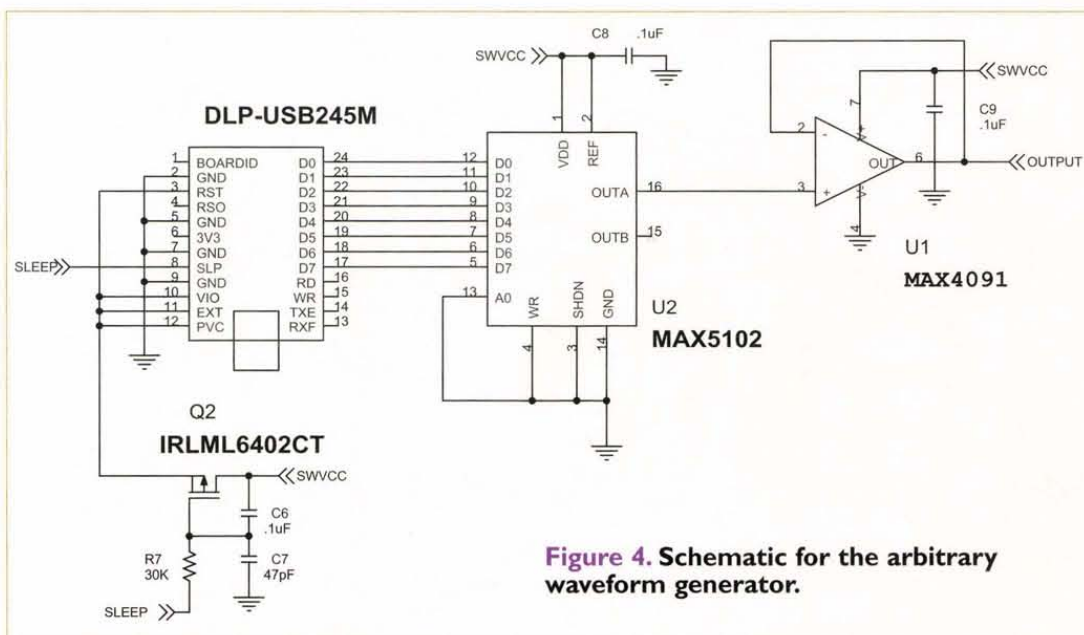 C8 .1uF
SWVCC
SWVCC
DLP-USB245M
7
C9
.1uF
1 2
VDD REF
V+
1 BOARDID D0 24
2 GND D1 23
3 RST D2 22
4 RSO D3 21
5 GND D4 20
6 3V3 D5 19
7 GND D6 18
8 SLP D7 17
9 GND RD 16
10 VIO WR 15
11 EXT TXE 14
12 PVC RXF 13
SLEEP
12 D0
11 D1
10 D2
9 D3
8 D4
7 D5
6 D6
5 D7
13 A0
OUTA 16
OUTB 15
WR SHDN GND
4 3 14
U2
MAX5102
2 -
3 +
OUT 6
OUTPUT
V-
4
U1
MAX4091
Q2
IRLML6402CT
SWVCC
C6
.1uF
R7
30K
C7
47pF
SLEEP
Figure 4. Schematic for the arbitrary
waveform generator.